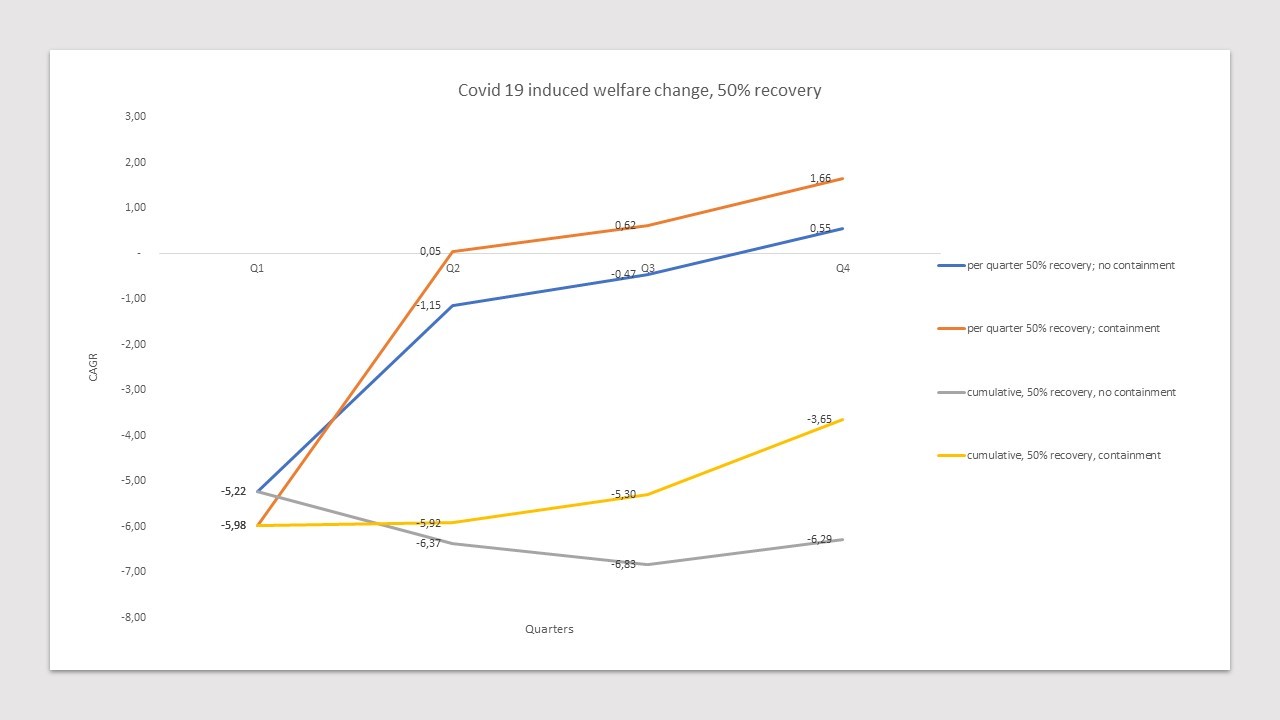 Covid 19 induced welfare change, 50% recovery
3,00
2,00
1,00
-
-1,00
-2,00
-3,00
-4,00
-5,00
-6,00
-7,00
-8,00
CAGR
Q1
Q2
Q3
Q4
Quarters
1,66
0,62
0,05
0,55
-0,47
-1,15
-5,22
-5,98
-3,65
-5,30
-5,92
-6,37
-6,83
-6,29
per quarter 50% recovery; no containment
per quarter 50% recovery; containment
cumulative, 50% recovery, no containment
cumulative, 50% recovery, containment